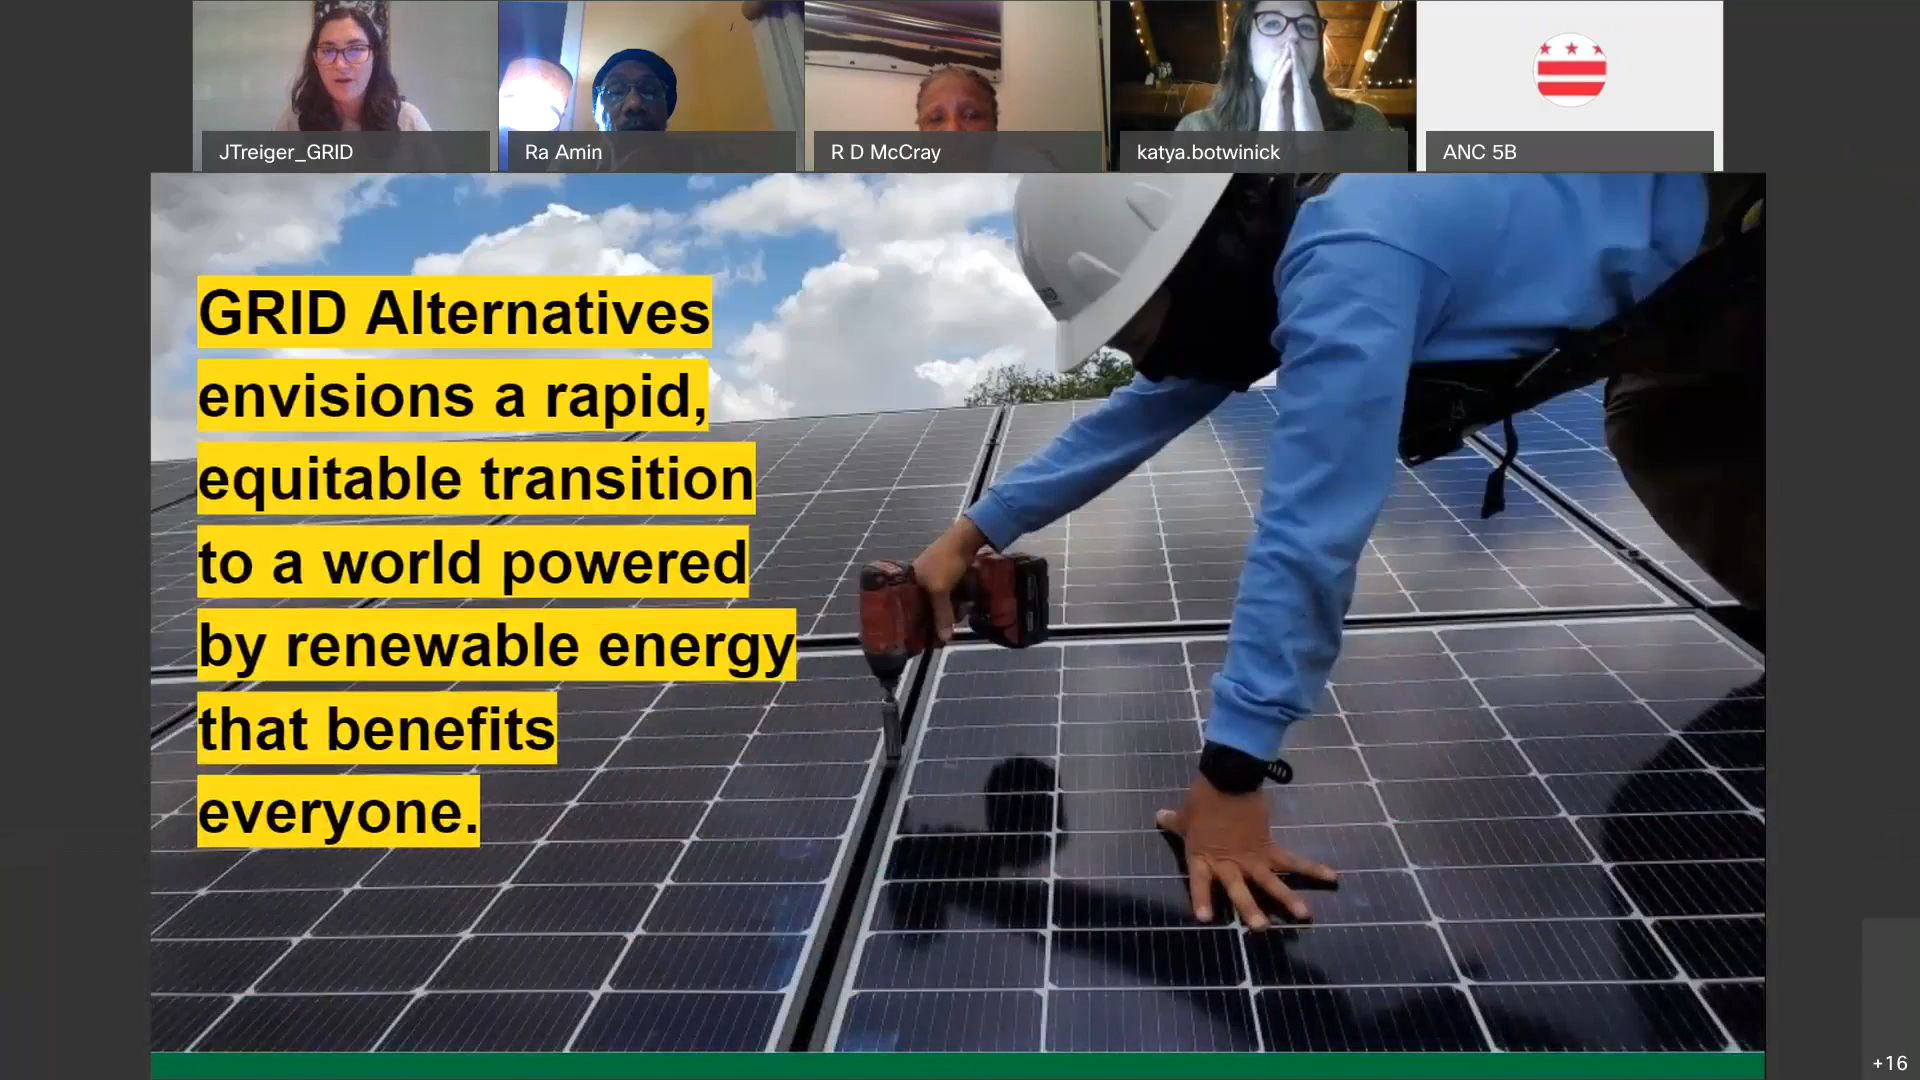 JTreiger_GRID
Ra Amin
R D McCray
katya.botwinick
ANC 5B
GRID Alternatives
envisions a rapid,
equitable transition
to a world powered
by renewable energy
that benefits
everyone.
+16